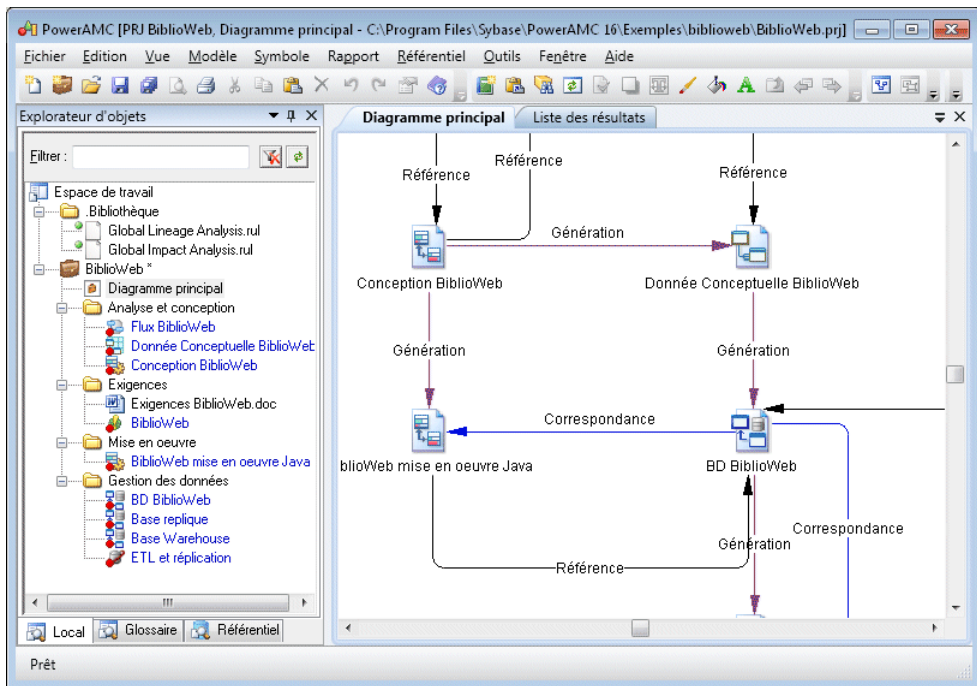 PowerAMC [PRJ BiblioWeb, Diagramme principal - C:\Program Files\Sybase\PowerAMC 16\Exemples\biblioweb\BiblioWeb.prj]
Fichier Edition Vue Modèle Symbole Rapport Référentiel Outils Fenêtre Aide
Explorateur d'objets
Filtrer :
Espace de travail
.Bibliothèque
Global Lineage Analysis.rul
Global Impact Analysis.rul
BiblioWeb *
Diagramme principal
Analyse et conception
Flux BiblioWeb
Donnée Conceptuelle BiblioWeb
Conception BiblioWeb
Exigences
Exigences BiblioWeb.doc
BiblioWeb
Mise en oeuvre
BiblioWeb mise en oeuvre Java
Gestion des données
BD BiblioWeb
Base replique
Base Warehouse
ETL et réplication
Local Glossaire Référentiel
Diagramme principal Liste des résultats
Référence
Référence
Référence
Génération
Conception BiblioWeb
Donnée Conceptuelle BiblioWeb
Génération
Génération
Correspondance
blioWeb mise en oeuvre Java
BD BiblioWeb
Correspondance
Génération
Référence
Prêt